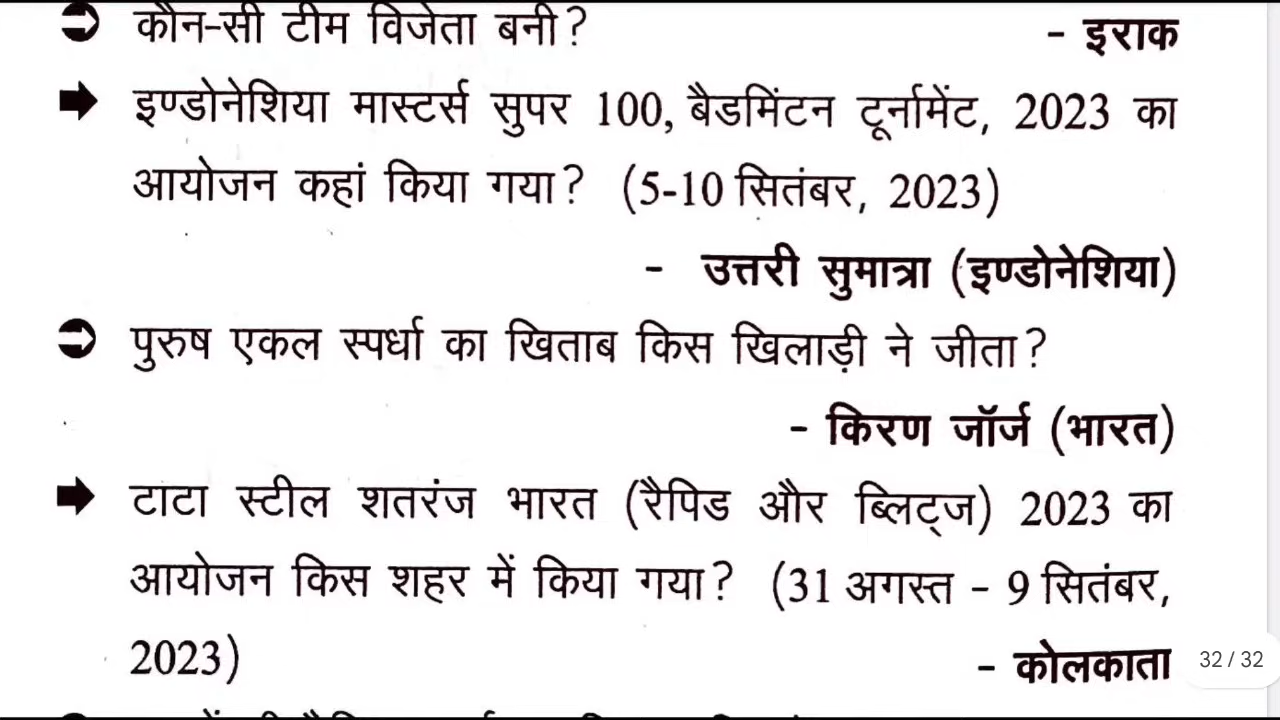 ➲ कौन-सी टीम विजेता बनी? - इराक
➡ इण्डोनेशिया मास्टर्स सुपर 100, बैडमिंटन टूर्नामेंट, 2023 का
आयोजन कहां किया गया? (5-10 सितंबर, 2023)
- उत्तरी सुमात्रा (इण्डोनेशिया)
➲ पुरुष एकल स्पर्धा का खिताब किस खिलाड़ी ने जीता?
- किरण जॉर्ज (भारत)
➡ टाटा स्टील शतरंज भारत (रैपिड और ब्लिट्ज) 2023 का
आयोजन किस शहर में किया गया? (31 अगस्त - 9 सितंबर,
2023) - कोलकाता
32 / 32